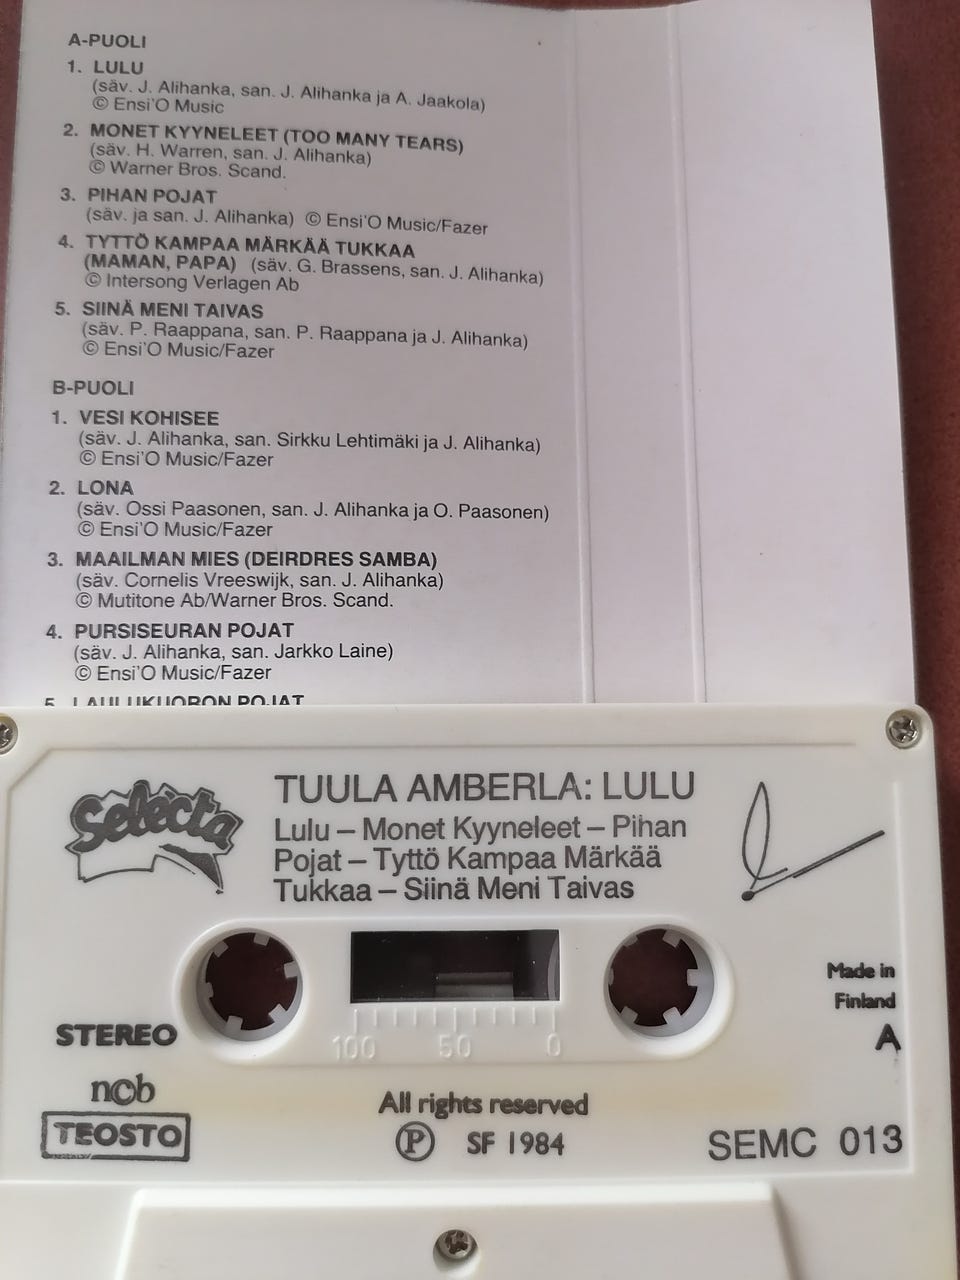 A-PUOLI
1. LULU
(säv. J. Alihanka, san. J. Alihanka ja A. Jaakola)
© Ensi'O Music
2. MONET KYYNELEET (TOO MANY TEARS)
(säv. H. Warren, san. J. Alihanka)
© Warner Bros. Scand.
3. PIHAN POJAT
(säv. ja san. J. Alihanka) © Ensi'O Music/Fazer
4. TYTTÖ KAMPAA MÄRKÄÄ TUKKAA
(MAMAN, PAPA) (säv. G. Brassens, san. J. Alihanka)
© Intersong Verlagen Ab
5. SIINÄ MENI TAIVAS
(säv. P. Raappana, san. P. Raappana ja J. Alihanka)
© Ensi'O Music/Fazer
B-PUOLI
1. VESI KOHISEE
(säv. J. Alihanka, san. Sirkku Lehtimäki ja J. Alihanka)
© Ensi'O Music/Fazer
2. LONA
(säv. Ossi Paasonen, san. J. Alihanka ja O. Paasonen)
© Ensi'O Music/Fazer
3. MAAILMAN MIES (DEIRDRES SAMBA)
(säv. Cornelis Vreeswijk, san. J. Alihanka)
© Mutitone Ab/Warner Bros. Scand.
4. PURSISEURAN POJAT
(säv. J. Alihanka, san. Jarkko Laine)
© Ensi'O Music/Fazer
5. LAULUKUORON POJAT
Selecta
TUULA AMBERLA: LULU
Lulu – Monet Kyyneleet – Pihan
Pojat – Tyttö Kampaa Märkää
Tukkaa – Siinä Meni Taivas
Made in
Finland
A
STEREO
100 50 0
ncb
TEOSTO
All rights reserved
Ⓟ SF 1984
SEMC 013